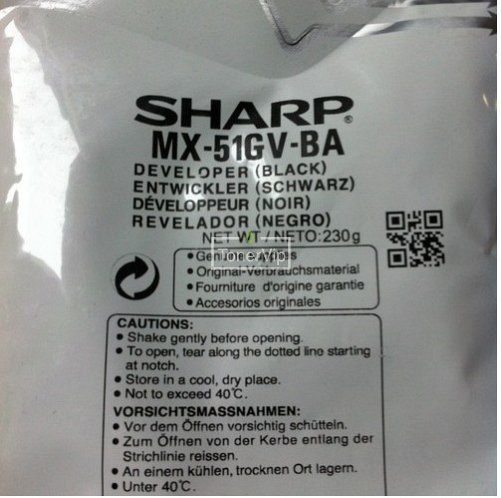 SHARP®
MX-51GV-BA
DEVELOPER (BLACK)
ENTWICKLER (SCHWARZ)
DÉVELOPPEUR (NOIR)
REVELADOR (NEGRO)
NET WT / NETO: 230g
• Genuine supplies
• Original-Verbrauchsmaterial
• Fourniture d'origine garantie
• Accesorios originales
CAUTIONS:
• Shake gently before opening.
• To open, tear along the dotted line starting
at notch.
• Store in a cool, dry place.
• Not to exceed 40°C.
VORSICHTSMASSNAHMEN:
• Vor dem Öffnen vorsichtig schütteln.
• Zum Öffnen von der Kerbe entlang der
Strichlinie reissen.
• An einem kühlen, trocknen Ort lagern.
• Unter 40°C.